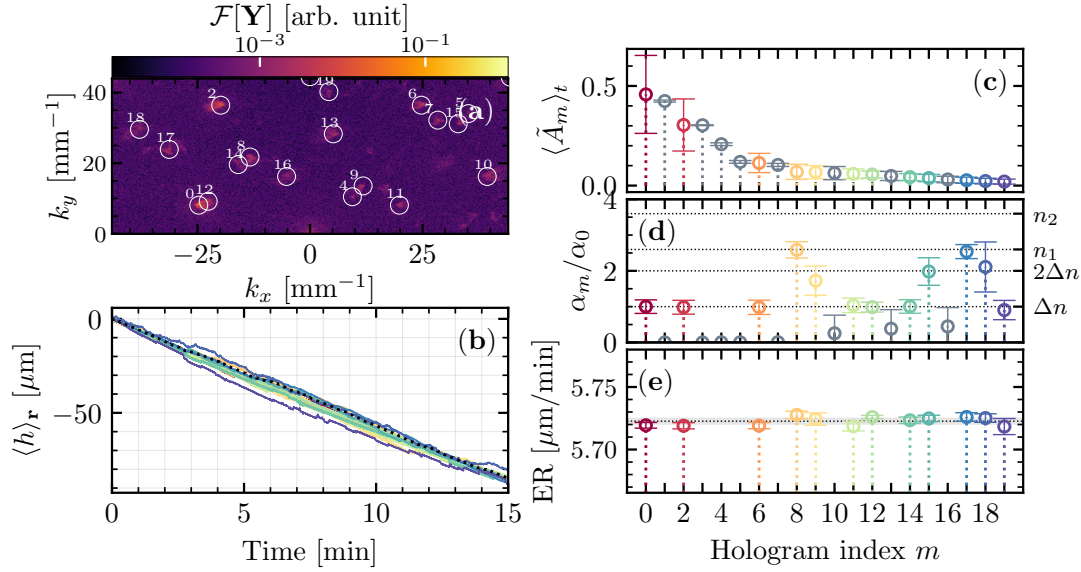 𝓕[𝐘] [arb. unit]
10⁻³ 10⁻¹
40
20
0
k_y [mm⁻¹]
−25 0 25
k_x [mm⁻¹]
(a)
19
2
6
7
5
18
13
17
8
14
16
10
9
4
0
12
11
0
−50
⟨h⟩_𝐫 [μm]
(b)
0 5 10 15
Time [min]
0.5
0.0
⟨Ã_m⟩_t
(c)
4
2
0
α_m/α_0
(d)
n_2
n_1
2Δn
Δn
5.75
5.70
ER [μm/min]
(e)
0 2 4 6 8 10 12 14 16 18
Hologram index m